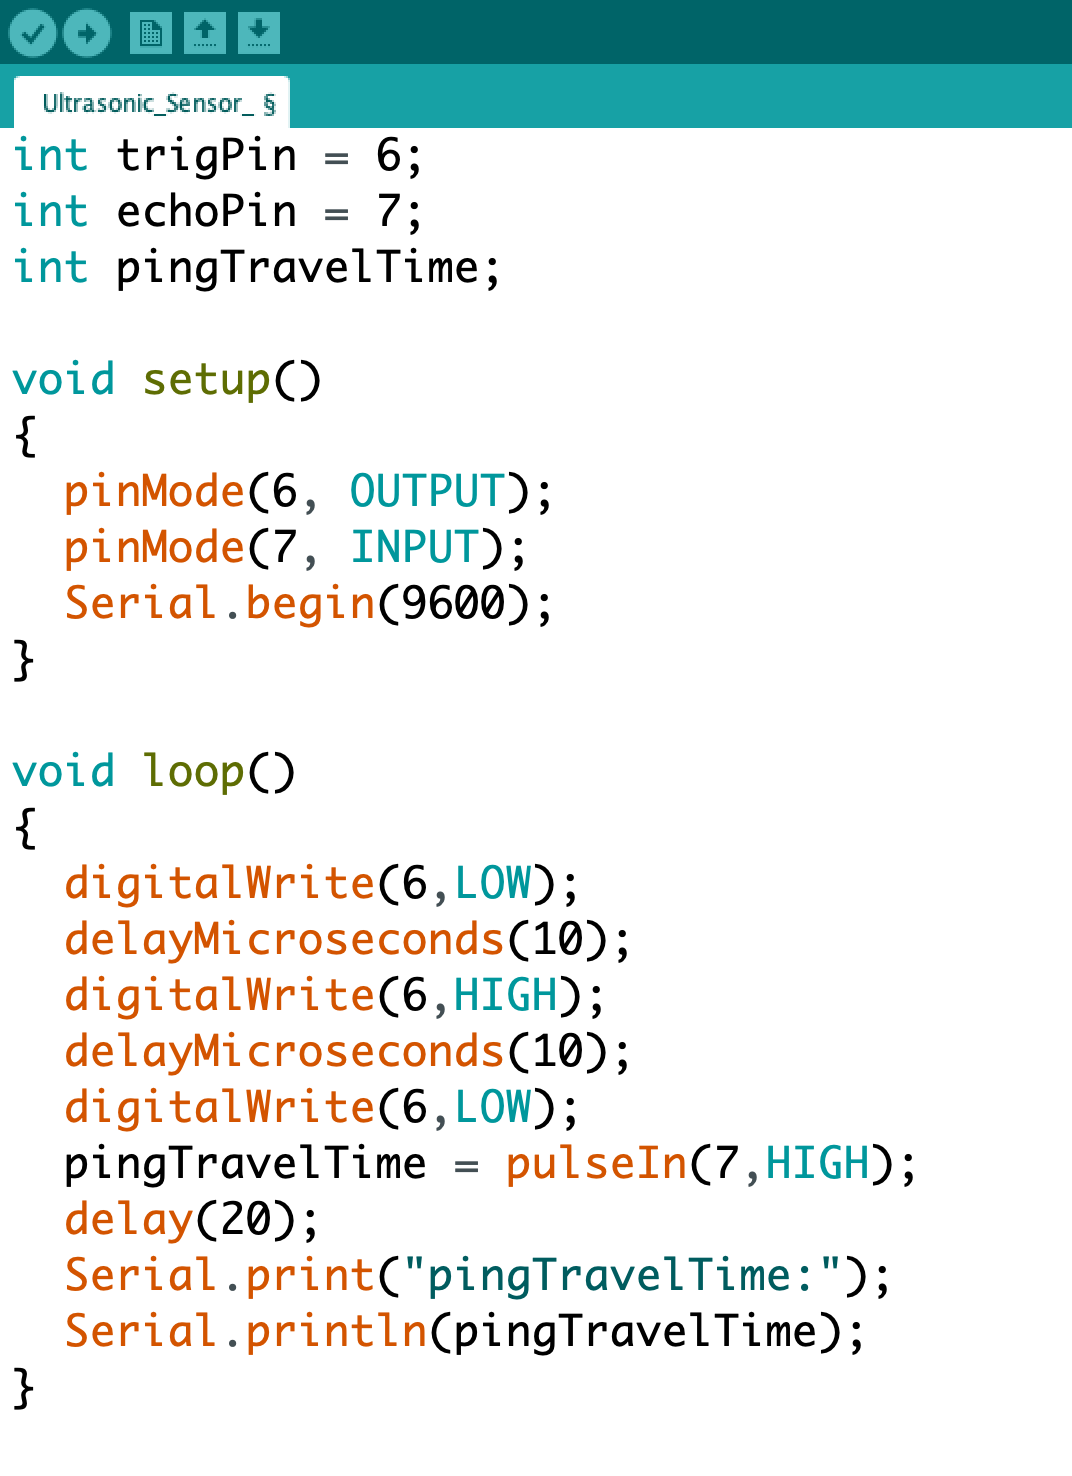 Ultrasonic_Sensor_ §
int trigPin = 6;
int echoPin = 7;
int pingTravelTime;

void setup()
{
  pinMode(6, OUTPUT);
  pinMode(7, INPUT);
  Serial.begin(9600);
}

void loop()
{
  digitalWrite(6,LOW);
  delayMicroseconds(10);
  digitalWrite(6,HIGH);
  delayMicroseconds(10);
  digitalWrite(6,LOW);
  pingTravelTime = pulseIn(7,HIGH);
  delay(20);
  Serial.print("pingTravelTime:");
  Serial.println(pingTravelTime);
}